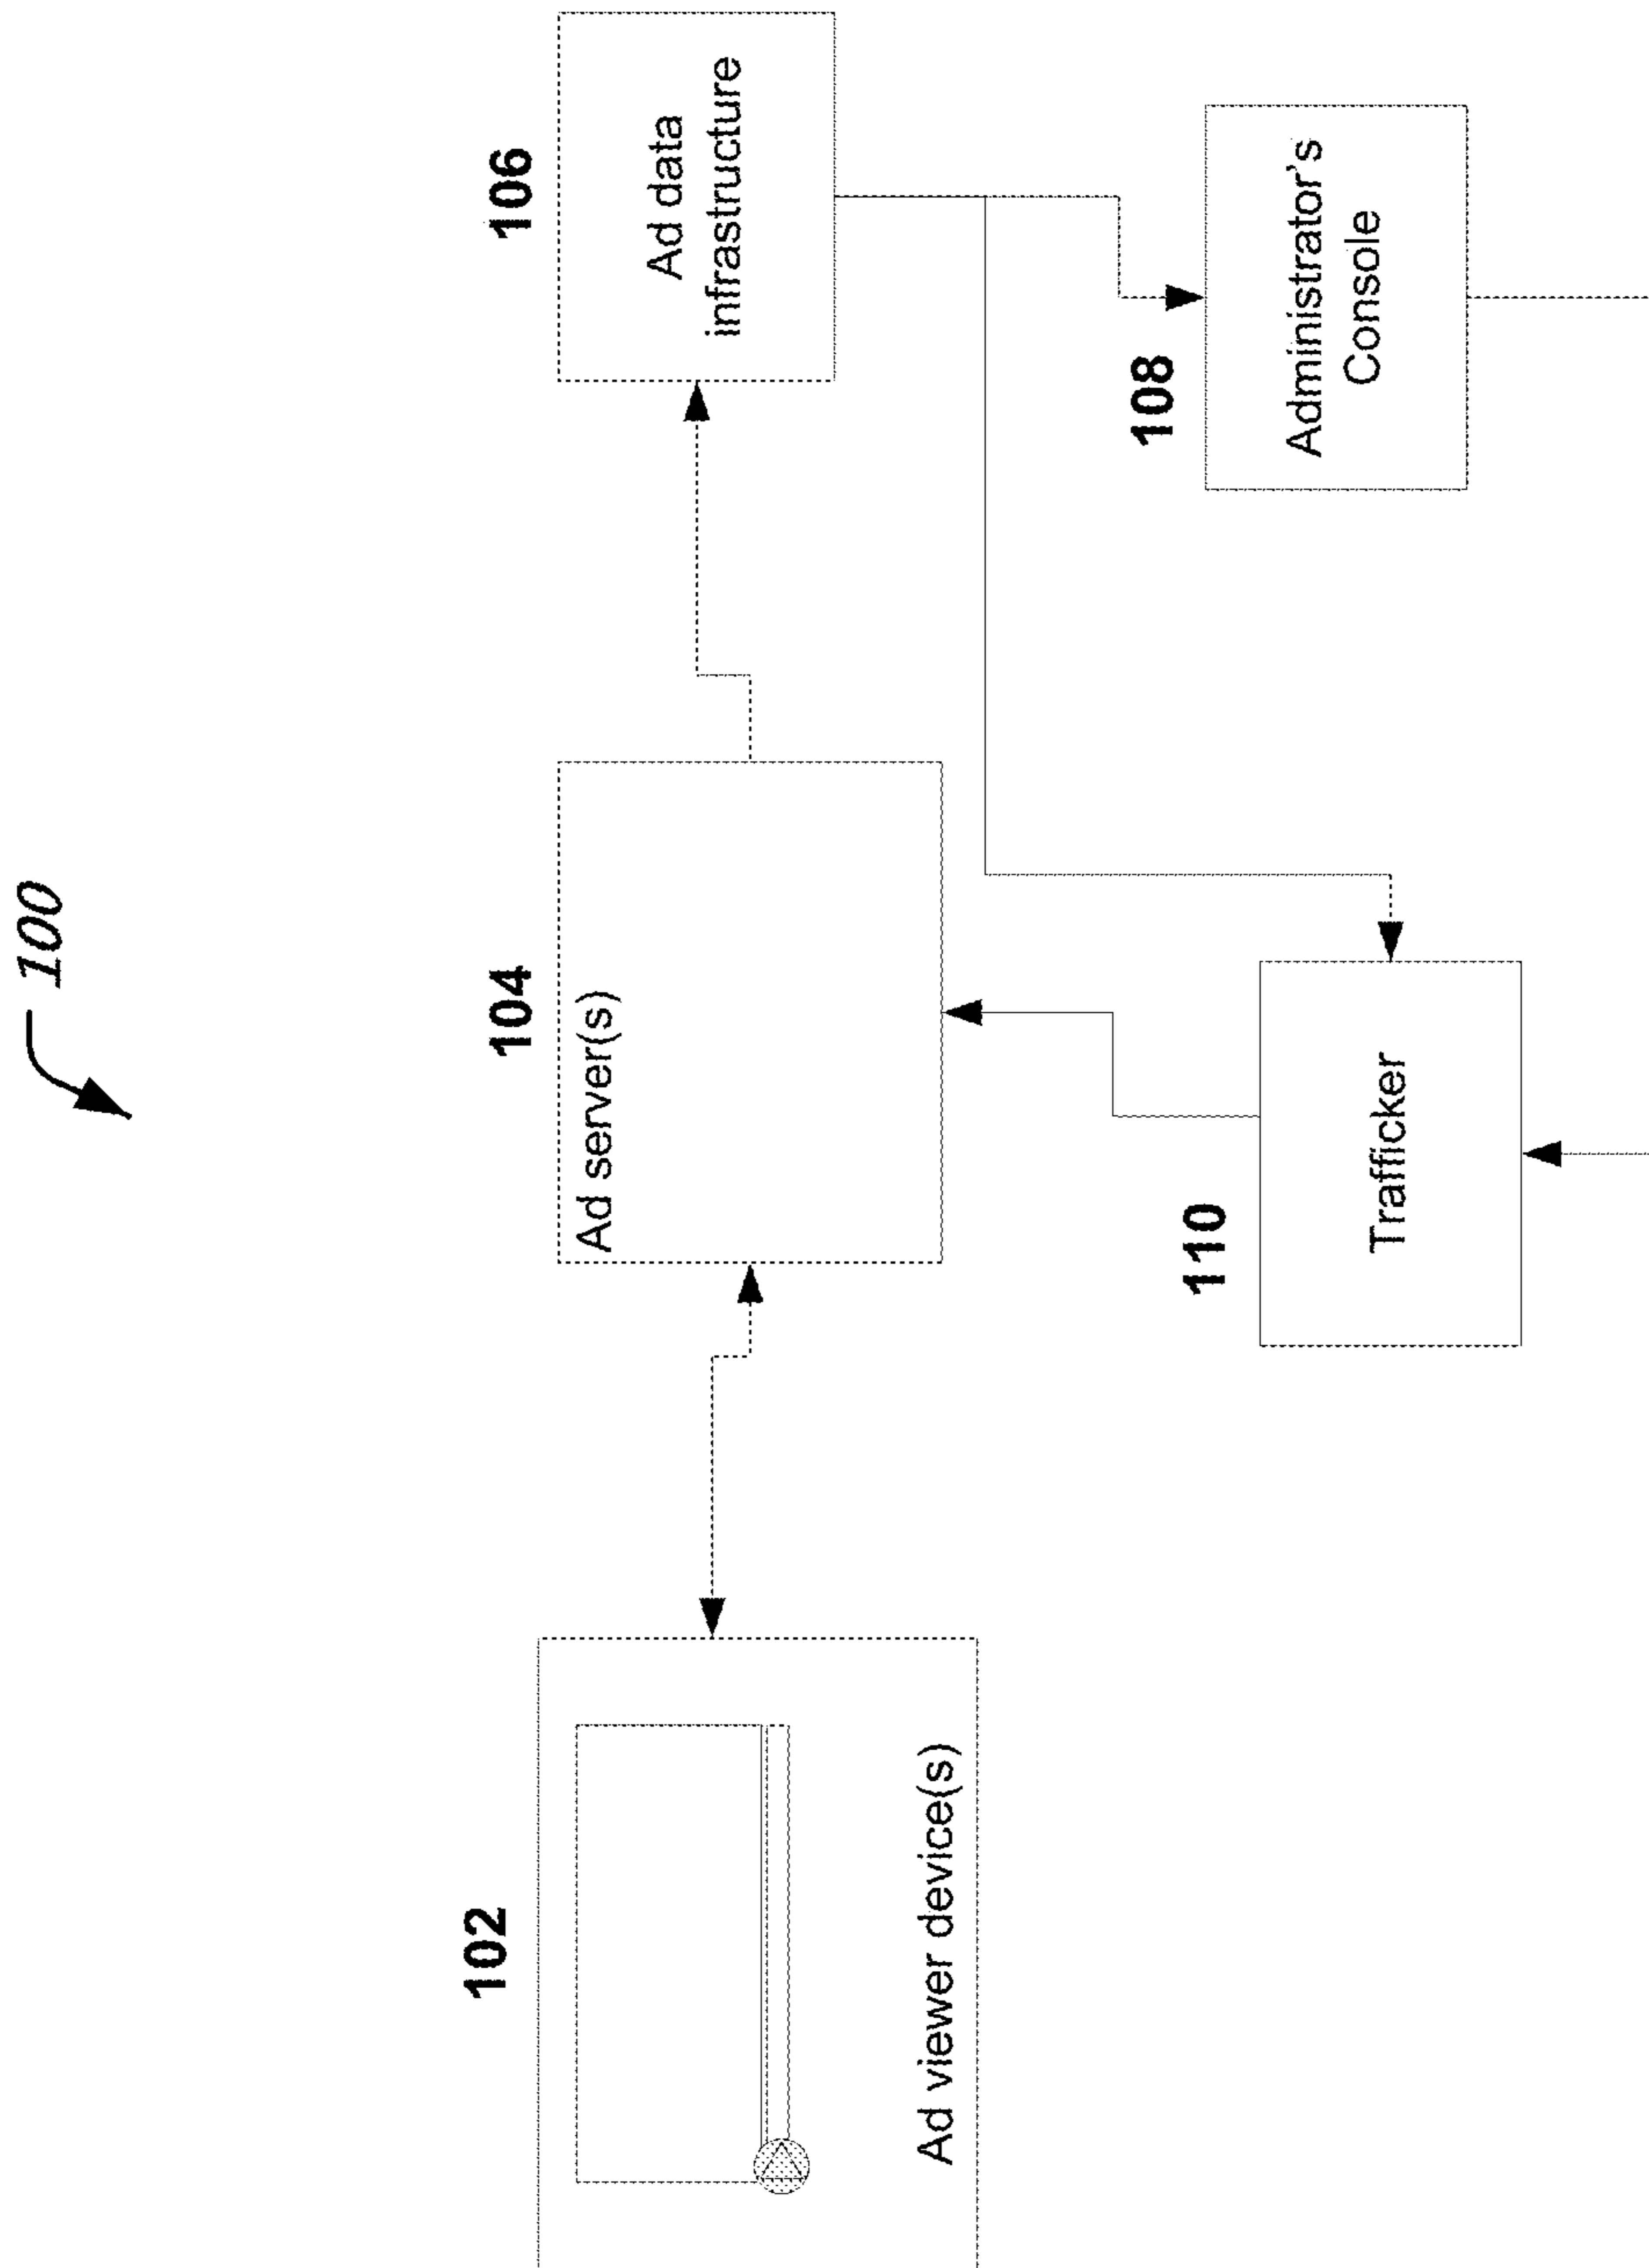 100
102
Ad viewer device(s)
104
Ad server(s)
106
Ad data
infrastructure
110
Trafficker
108
Administrator's
Console